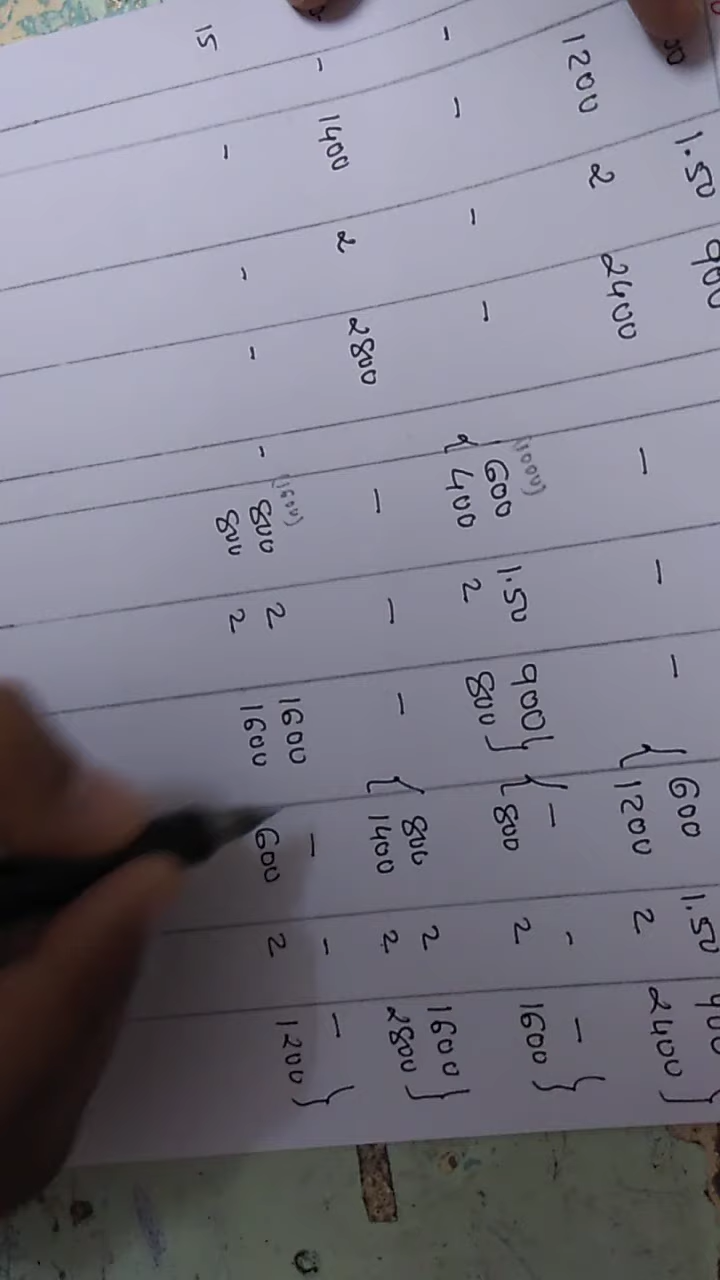 1.50 900
1200 2 2400 - - - { 600 1.50 900
1200 2 2400 }
(1000)
- - - - { 600 1.50 900 } { - - -
400 2 800 800 2 1600 }
- 1400 2 2800 - - - { 800 2 1600
1400 2 2800 }
(1600)
15 - - - - 800 2 1600 - - -
800 2 1600 600 2 1200 }